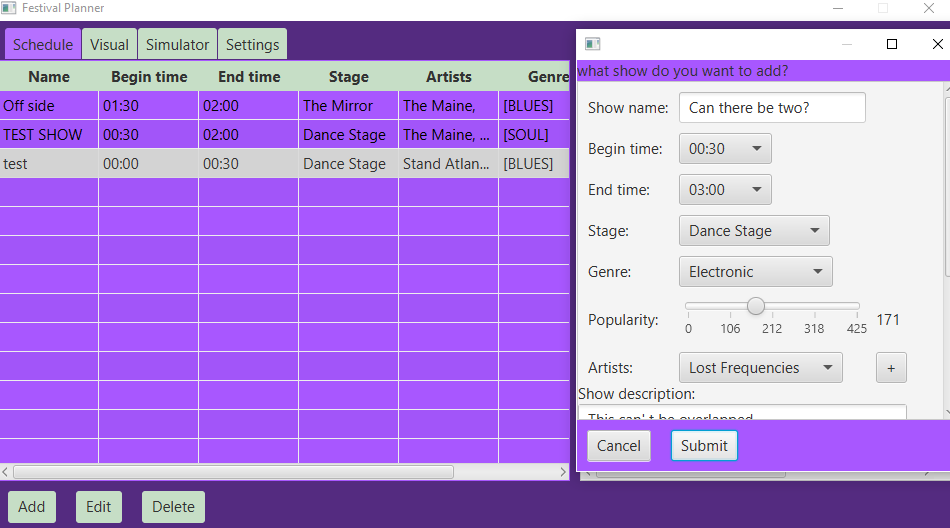 Festival Planner
Schedule Visual Simulator Settings
Name Begin time End time Stage Artists Genre
Off side 01:30 02:00 The Mirror The Maine, [BLUES]
TEST SHOW 00:30 02:00 Dance Stage The Maine, ... [SOUL]
test 00:00 00:30 Dance Stage Stand Atlan... [BLUES]
Add Edit Delete
what show do you want to add?
Show name: Can there be two?
Begin time: 00:30
End time: 03:00
Stage: Dance Stage
Genre: Electronic
Popularity: 0 106 212 318 425 171
Artists: Lost Frequencies +
Show description:
This can't be overlapped
Cancel Submit